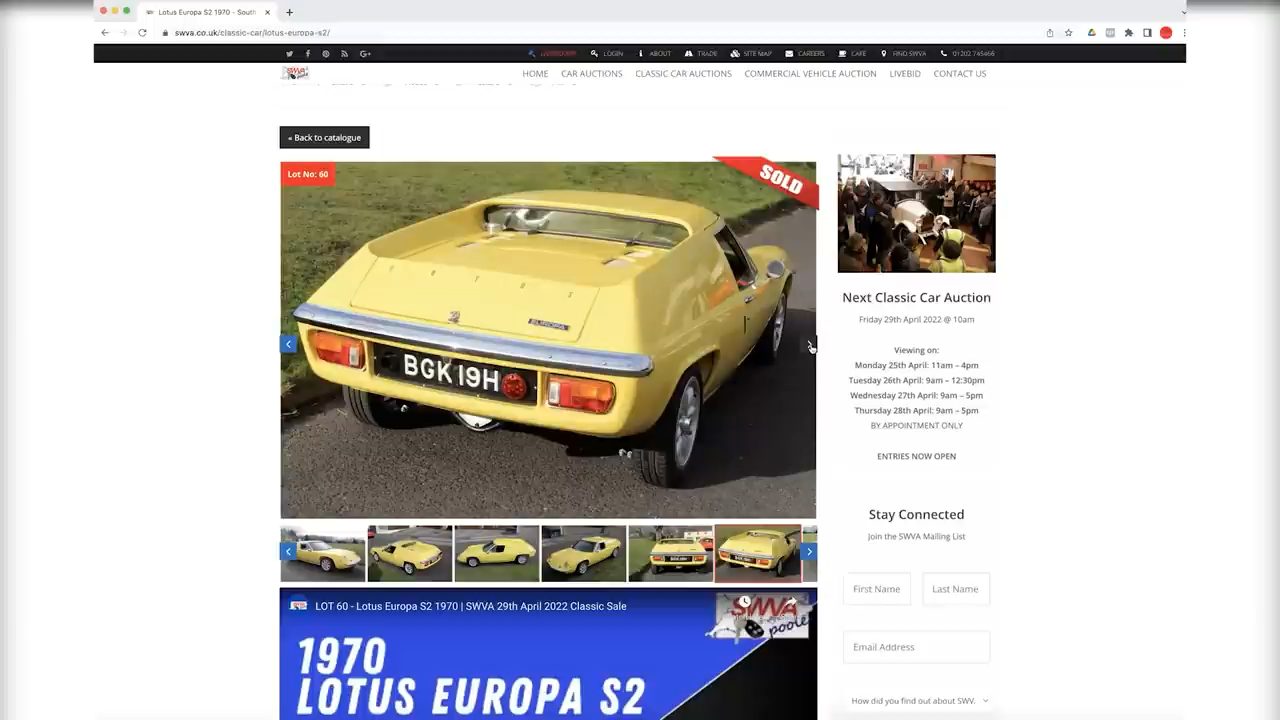 Lotus Europa S2 1970 - South
swva.co.uk/classic-car/lotus-europa-s2/
G+
LOGIN
ABOUT
TRADE
SITE MAP
CAREERS
CAFE
FIND SWVA
01202 745466
SWVA
HOME
CAR AUCTIONS
CLASSIC CAR AUCTIONS
COMMERCIAL VEHICLE AUCTION
LIVEBID
CONTACT US
« Back to catalogue
Lot No: 60
SOLD
LOTUS
EUROPA
BGK 19H
LOT 60 - Lotus Europa S2 1970 | SWVA 29th April 2022 Classic Sale
SWVA
poole
1970
LOTUS EUROPA S2
Next Classic Car Auction
Friday 29th April 2022 @ 10am
Viewing on:
Monday 25th April: 11am – 4pm
Tuesday 26th April: 9am – 12:30pm
Wednesday 27th April: 9am – 5pm
Thursday 28th April: 9am – 5pm
BY APPOINTMENT ONLY
ENTRIES NOW OPEN
Stay Connected
Join the SWVA Mailing List
First Name
Last Name
Email Address
How did you find out about SWV.